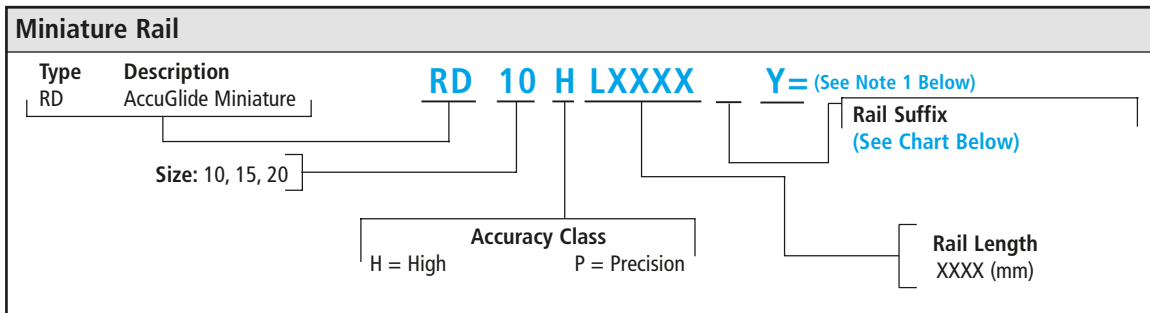 Miniature Rail
Type Description
RD AccuGlide Miniature
RD 10 H LXXXX _ Y= (See Note 1 Below)
Rail Suffix
(See Chart Below)
Size: 10, 15, 20
Accuracy Class
H = High P = Precision
Rail Length
XXXX (mm)